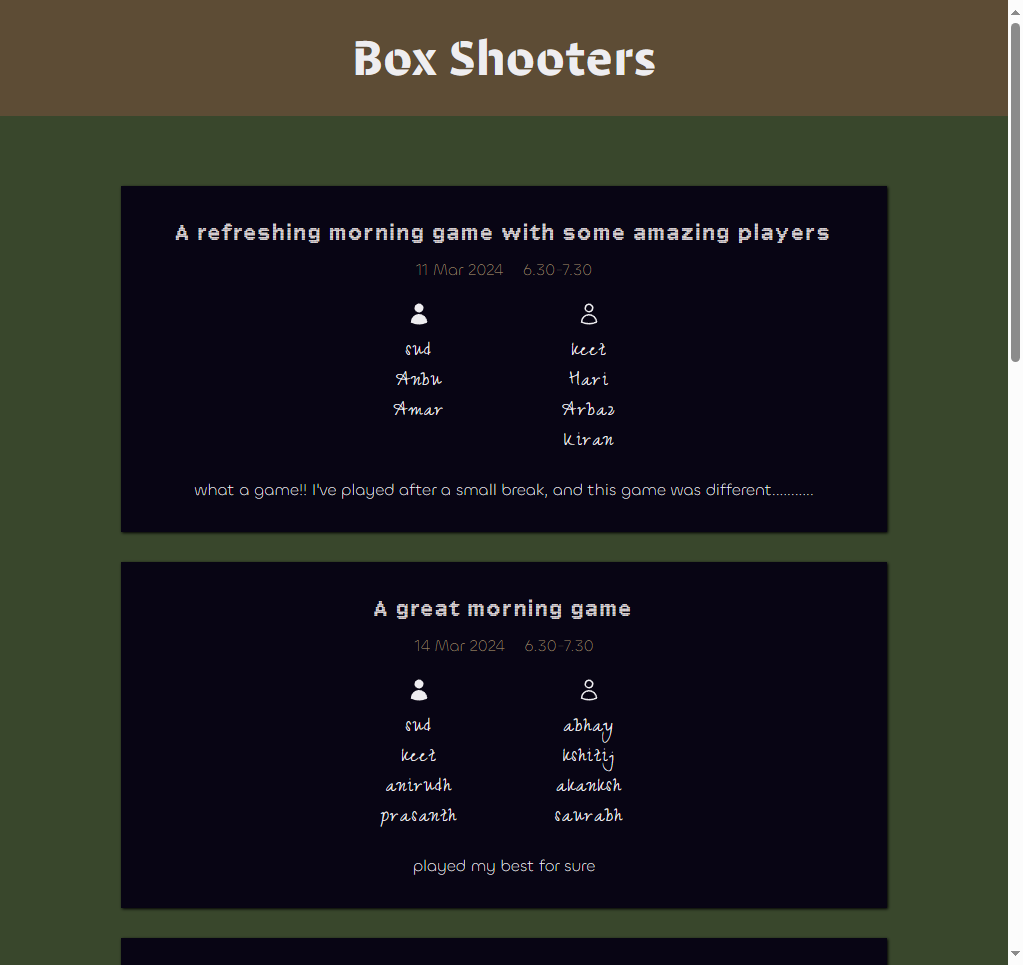 Box Shooters
A refreshing morning game with some amazing players
11 Mar 2024 6.30-7.30
sud keet
Anbu Hari
Amar Arbaz
Kiran
what a game!! I've played after a small break, and this game was different...........
A great morning game
14 Mar 2024 6.30-7.30
sud abhay
keet kshitij
anirudh akanksh
prasanth saurabh
played my best for sure